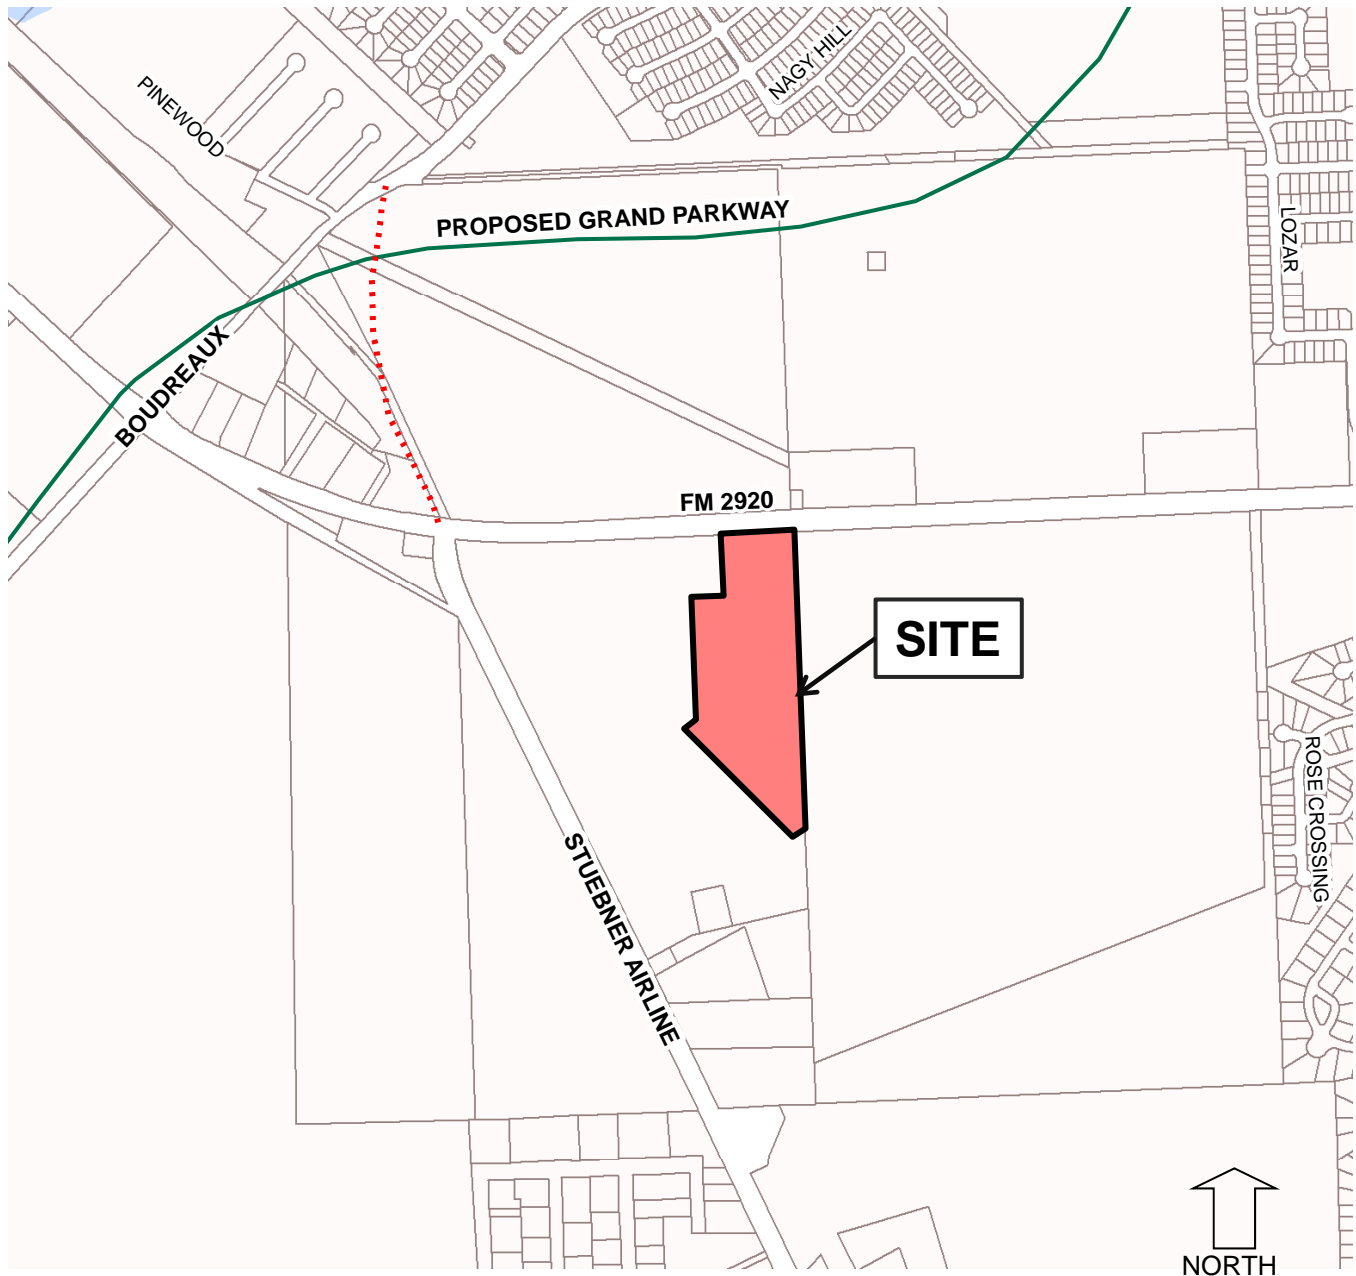 NAGY HILL
PINEWOOD
PROPOSED GRAND PARKWAY
LOZAR
BOUDREAUX
FM 2920
SITE
ROSE CROSSING
STUEBNER AIRLINE
NORTH